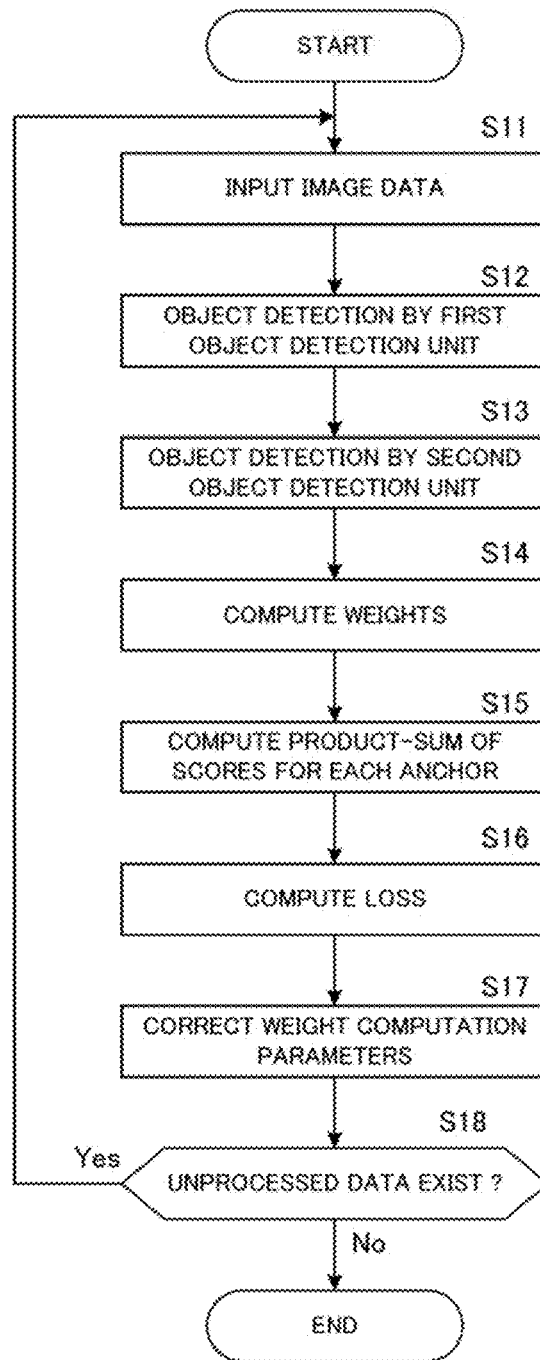 START
S11
INPUT IMAGE DATA
S12
OBJECT DETECTION BY FIRST
OBJECT DETECTION UNIT
S13
OBJECT DETECTION BY SECOND
OBJECT DETECTION UNIT
S14
COMPUTE WEIGHTS
S15
COMPUTE PRODUCT-SUM OF
SCORES FOR EACH ANCHOR
S16
COMPUTE LOSS
S17
CORRECT WEIGHT COMPUTATION
PARAMETERS
S18
Yes
UNPROCESSED DATA EXIST ?
No
END